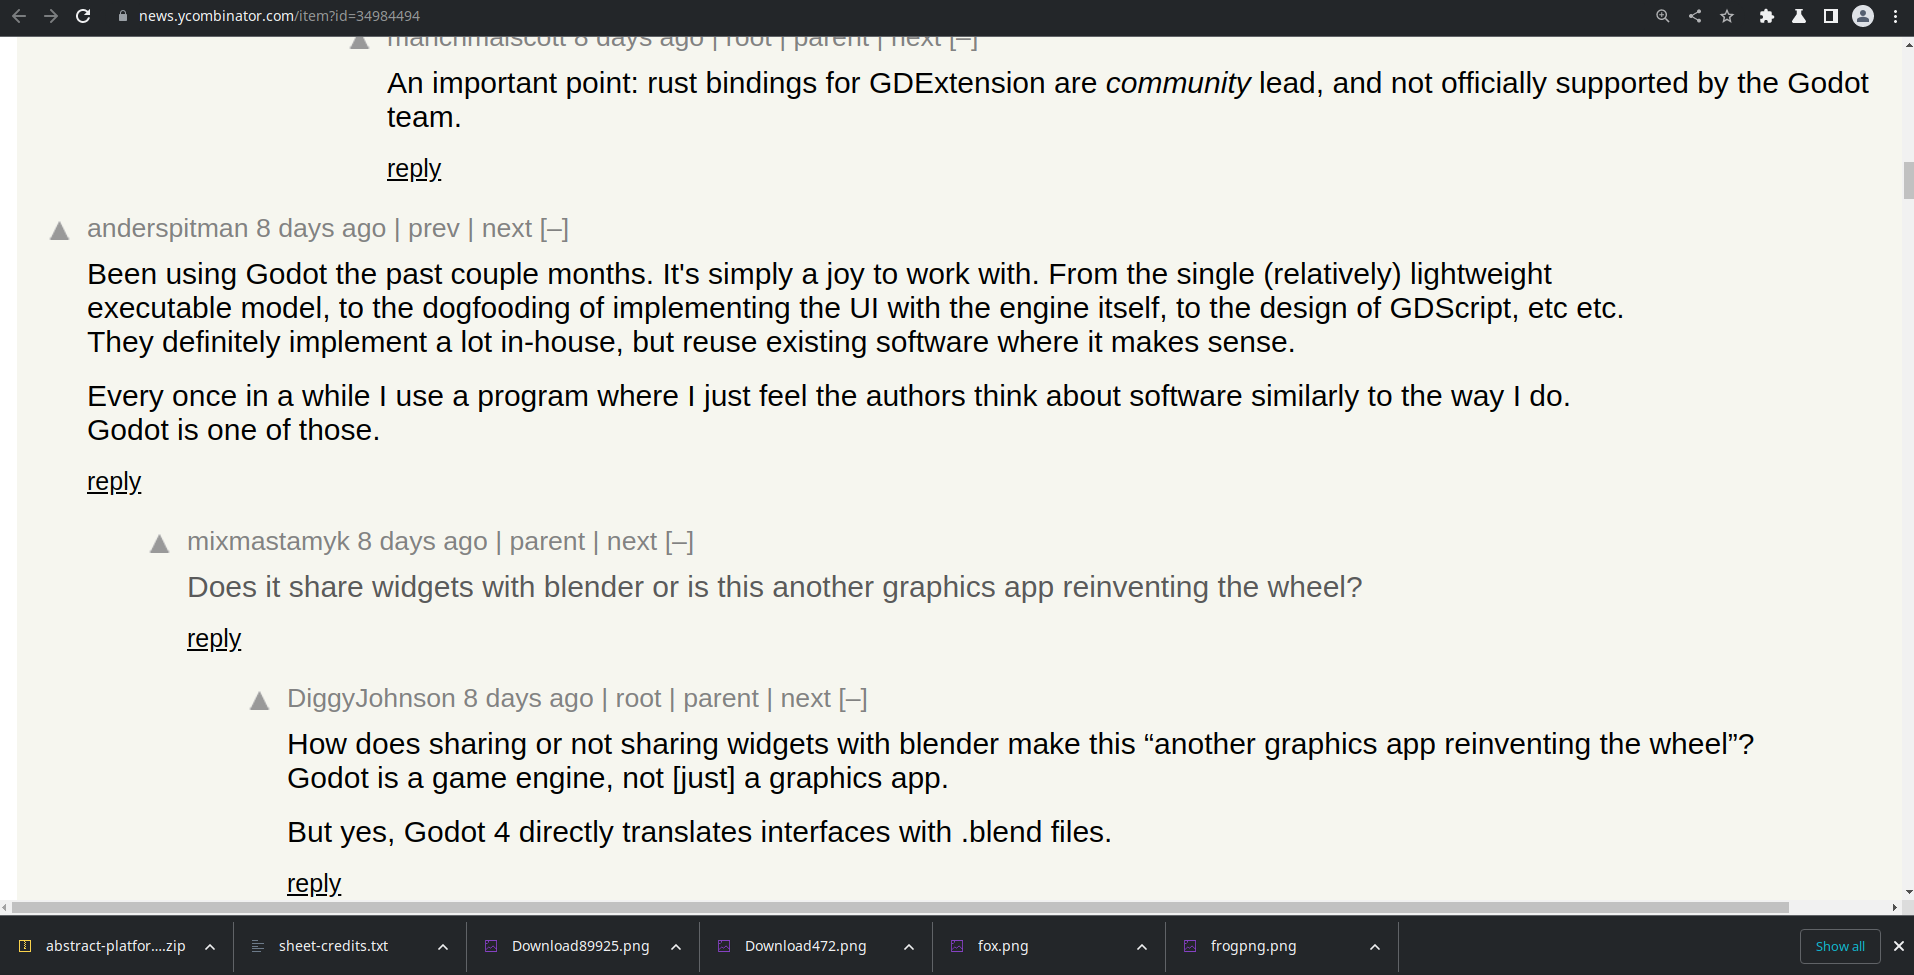 news.ycombinator.com/item?id=34984494
8 days ago | root | parent | next [–]
An important point: rust bindings for GDExtension are community lead, and not officially supported by the Godot
team.
reply
anderspitman 8 days ago | prev | next [–]
Been using Godot the past couple months. It's simply a joy to work with. From the single (relatively) lightweight
executable model, to the dogfooding of implementing the UI with the engine itself, to the design of GDScript, etc etc.
They definitely implement a lot in-house, but reuse existing software where it makes sense.
Every once in a while I use a program where I just feel the authors think about software similarly to the way I do.
Godot is one of those.
reply
mixmastamyk 8 days ago | parent | next [–]
Does it share widgets with blender or is this another graphics app reinventing the wheel?
reply
DiggyJohnson 8 days ago | root | parent | next [–]
How does sharing or not sharing widgets with blender make this “another graphics app reinventing the wheel”?
Godot is a game engine, not [just] a graphics app.
But yes, Godot 4 directly translates interfaces with .blend files.
reply
abstract-platfor....zip sheet-credits.txt Download89925.png Download472.png fox.png frogpng.png Show all